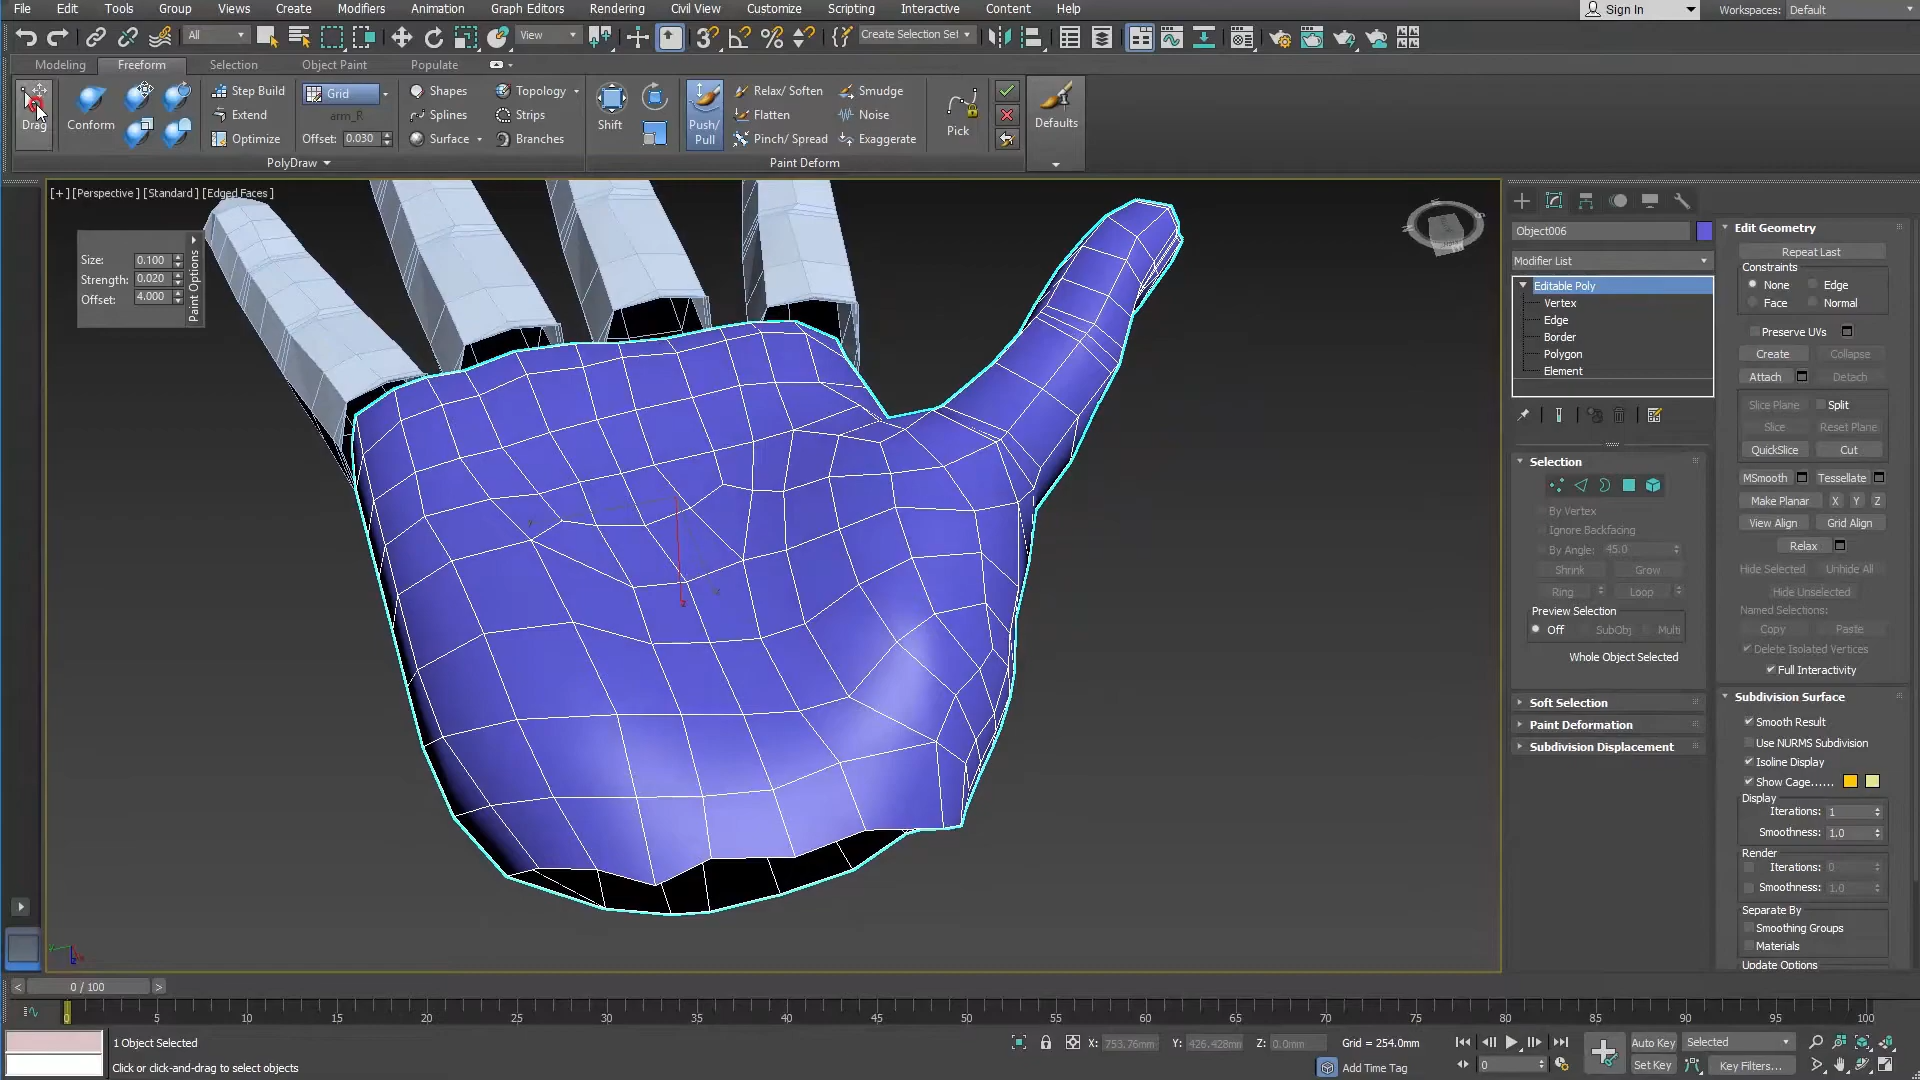 File Edit Tools Group Views Create Modifiers Animation Graph Editors Rendering Civil View Customize Scripting Interactive Content Help Sign In Workspaces: Default
All View Create Selection Set
Modeling Freeform Selection Object Paint Populate
Drag Conform Step Build Extend Optimize Grid arm_R Offset: 0.030 Shapes Splines Surface Topology Strips Branches Shift Push/Pull Relax/ Soften Flatten Pinch/ Spread Smudge Noise Exaggerate Pick Defaults
PolyDraw Paint Deform
[+] [Perspective] [Standard] [Edged Faces]
Size: 0.100
Strength: 0.020
Offset: 4.000
Paint Options
Object006
Modifier List
Editable Poly
Vertex
Edge
Border
Polygon
Element
Selection
By Vertex
Ignore Backfacing
By Angle: 45.0
Shrink Grow
Ring Loop
Preview Selection
Off SubObj Multi
Whole Object Selected
Soft Selection
Paint Deformation
Subdivision Displacement
Edit Geometry
Repeat Last
Constraints
None Edge
Face Normal
Preserve UVs
Create Collapse
Attach Detach
Slice Plane Split
Slice Reset Plane
QuickSlice Cut
MSmooth Tessellate
Make Planar X Y Z
View Align Grid Align
Relax
Hide Selected Unhide All
Hide Unselected
Named Selections:
Copy Paste
Delete Isolated Vertices
Full Interactivity
Subdivision Surface
Smooth Result
Use NURMS Subdivision
Isoline Display
Show Cage......
Display
Iterations: 1
Smoothness: 1.0
Render
Iterations: 0
Smoothness: 1.0
Separate By
Smoothing Groups
Materials
Update Options
< 0 / 100 >
0 5 10 15 20 25 30 35 40 45 50 55 60 65 70 75 80 85 90 95 100
1 Object Selected X: 753.76mm Y: 426.428mm Z: 0.0mm Grid = 254.0mm Auto Key Selected
Click or click-and-drag to select objects Add Time Tag 0 Set Key Key Filters...